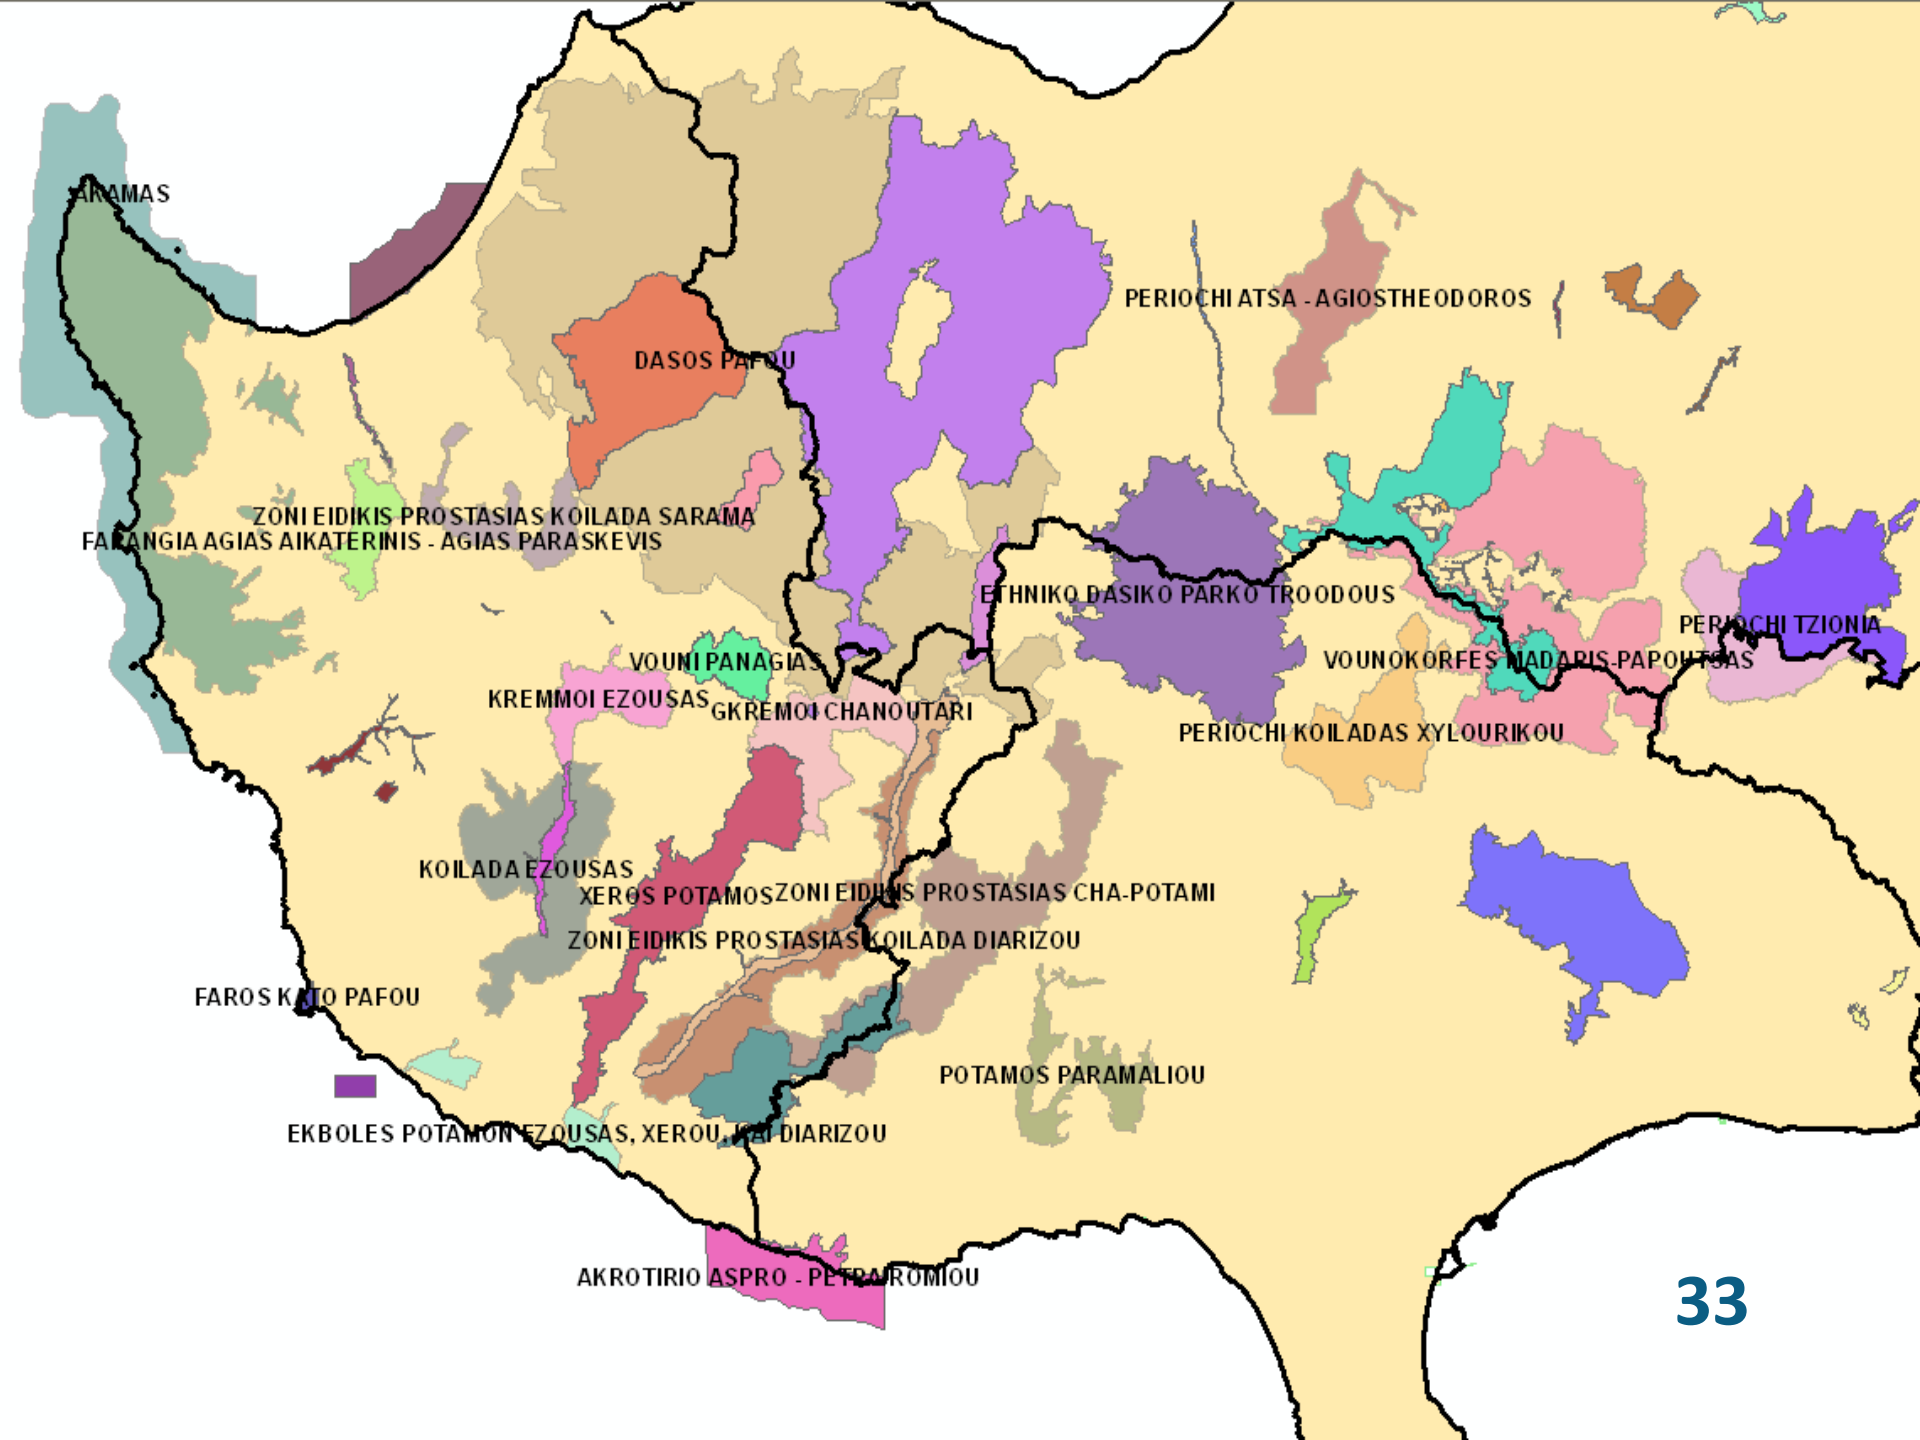 AKAMAS
PERIOCHI ATSA - AGIOS THEODOROS
DASOS PAFOU
ZONI EIDIKIS PROSTASIAS KOILADA SARAMA
FARANGIA AGIAS AIKATERINIS - AGIAS PARASKEVIS
ETHNIKO DASIKO PARKO TROODOUS
PERIOCHI TZIONIA
VOUNI PANAGIAS
VOUNOKORFES MADARIS-PAPOUTSAS
KREMMOI EZOUSAS
GKREMOI CHANOUTARI
PERIOCHI KOILADAS XYLOURIKOU
KOILADA EZOUSAS
XEROS POTAMOS
ZONI EIDIKIS PROSTASIAS CHA-POTAMI
ZONI EIDIKIS PROSTASIAS KOILADA DIARIZOU
FAROS KATO PAFOU
POTAMOS PARAMALIOU
EKBOLES POTAMON EZOUSAS, XEROU, KAI DIARIZOU
AKROTIRIO ASPRO - PETRA ROMIOU
33